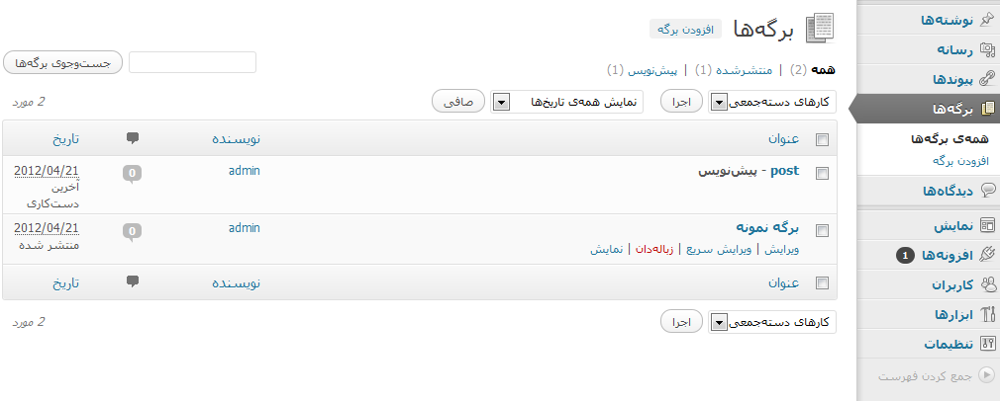 نوشته‌ها
رسانه
پیوندها
برگه‌ها
همه‌ی برگه‌ها
افزودن برگه
دیدگاه‌ها
نمایش
افزونه‌ها 1
کاربران
ابزارها
تنظیمات
جمع کردن فهرست
برگه‌ها افزودن برگه
همه (2) | منتشرشده (1) | پیش‌نویس (1)
جست‌وجوی برگه‌ها
کارهای دسته‌جمعی اجرا نمایش همه‌ی تاریخ‌ها صافی 2 مورد
عنوان نویسنده تاریخ
post - پیش‌نویس admin 0 2012/04/21
آخرین
دست‌کاری
برگه نمونه admin 0 2012/04/21
ویرایش | ویرایش سریع | زباله‌دان | نمایش منتشر شده
عنوان نویسنده تاریخ
کارهای دسته‌جمعی اجرا 2 مورد